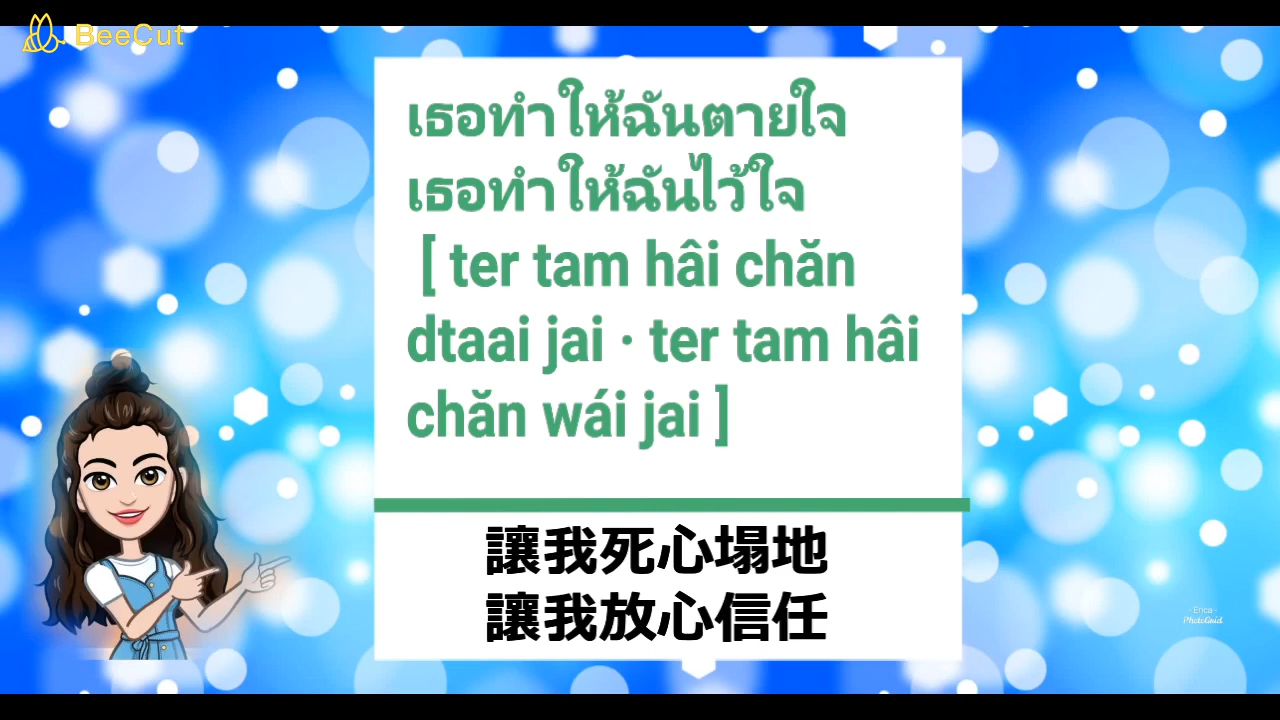 BeeCut
เธอทำให้ฉันตายใจ
เธอทำให้ฉันไว้ใจ
[ ter tam hâi chăn
dtaai jai · ter tam hâi
chăn wái jai ]
讓我死心塌地
讓我放心信任
- Erica -
PhotoGrid